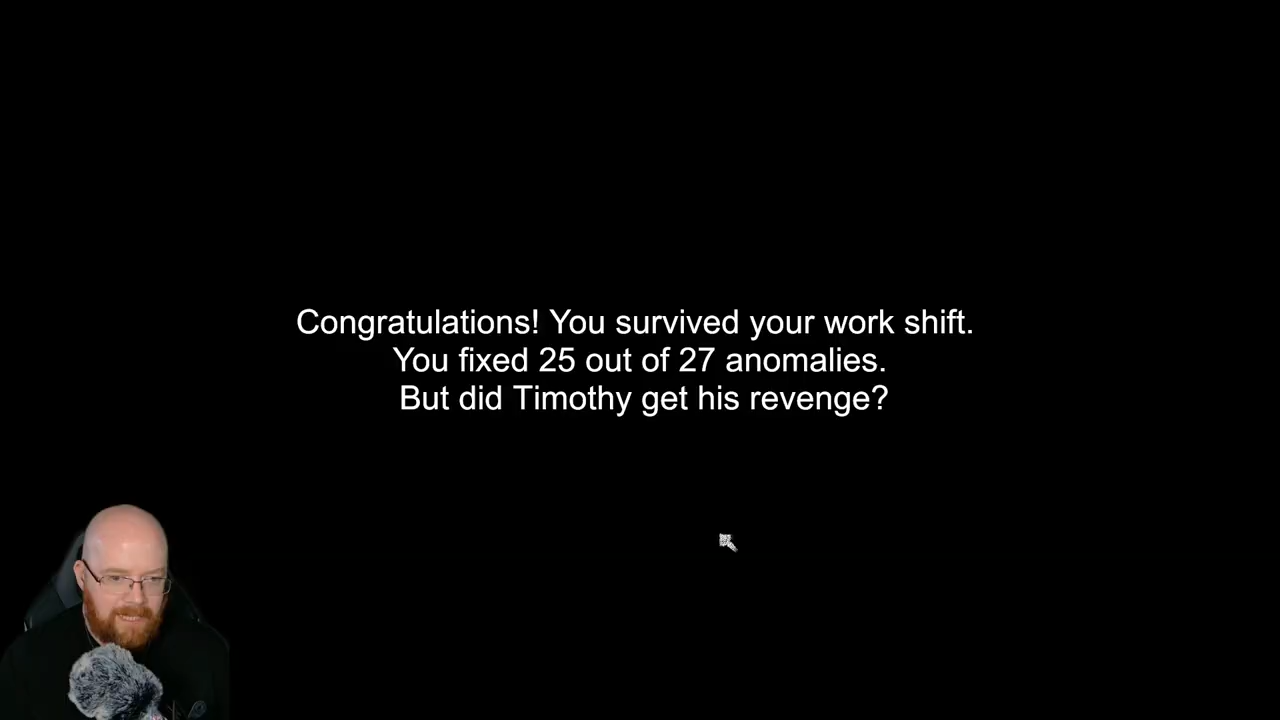 Congratulations! You survived your work shift.
You fixed 25 out of 27 anomalies.
But did Timothy get his revenge?